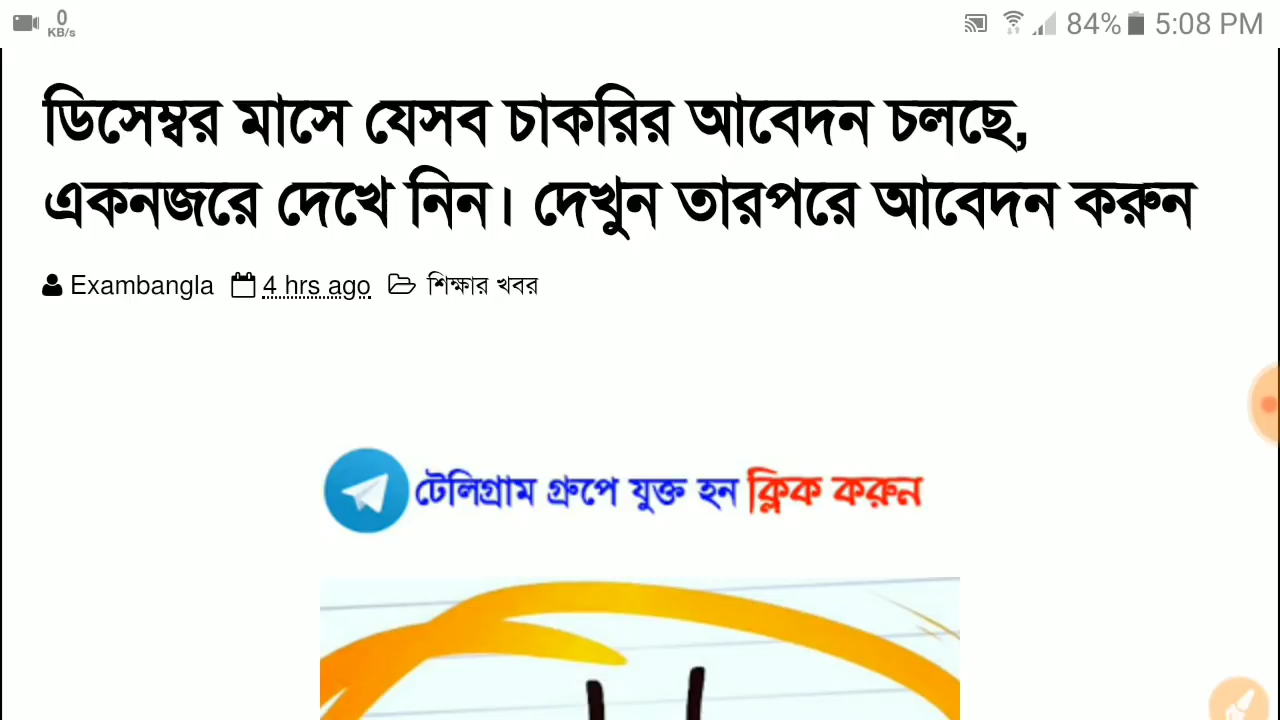 0
KB/s
84% 5:08 PM
ডিসেম্বর মাসে যেসব চাকরির আবেদন চলছে,
একনজরে দেখে নিন। দেখুন তারপরে আবেদন করুন
Exambangla 4 hrs ago শিক্ষার খবর
টেলিগ্রাম গ্রুপে যুক্ত হন ক্লিক করুন